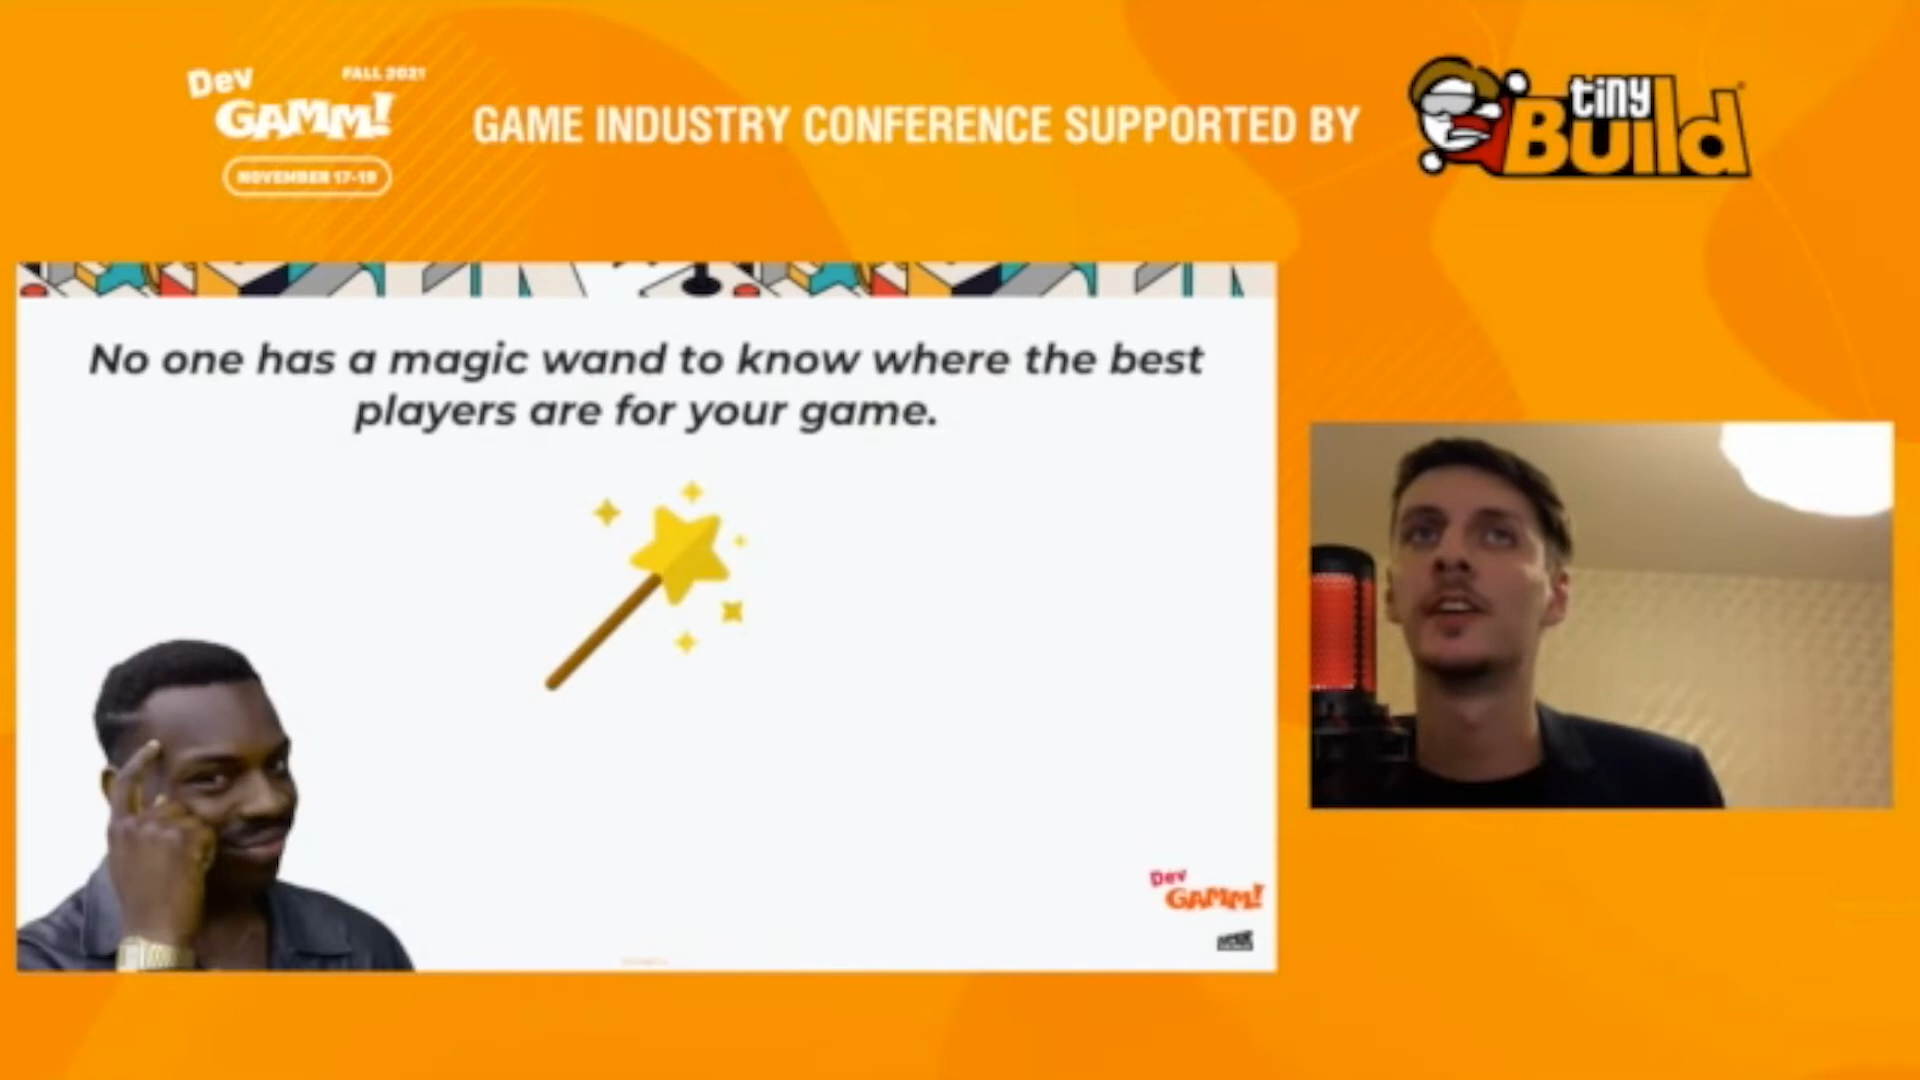 Dev
GAMM!
FALL 2021
NOVEMBER 17-19
GAME INDUSTRY CONFERENCE SUPPORTED BY
tiny
Build
No one has a magic wand to know where the best
players are for your game.
Dev
GAMM!